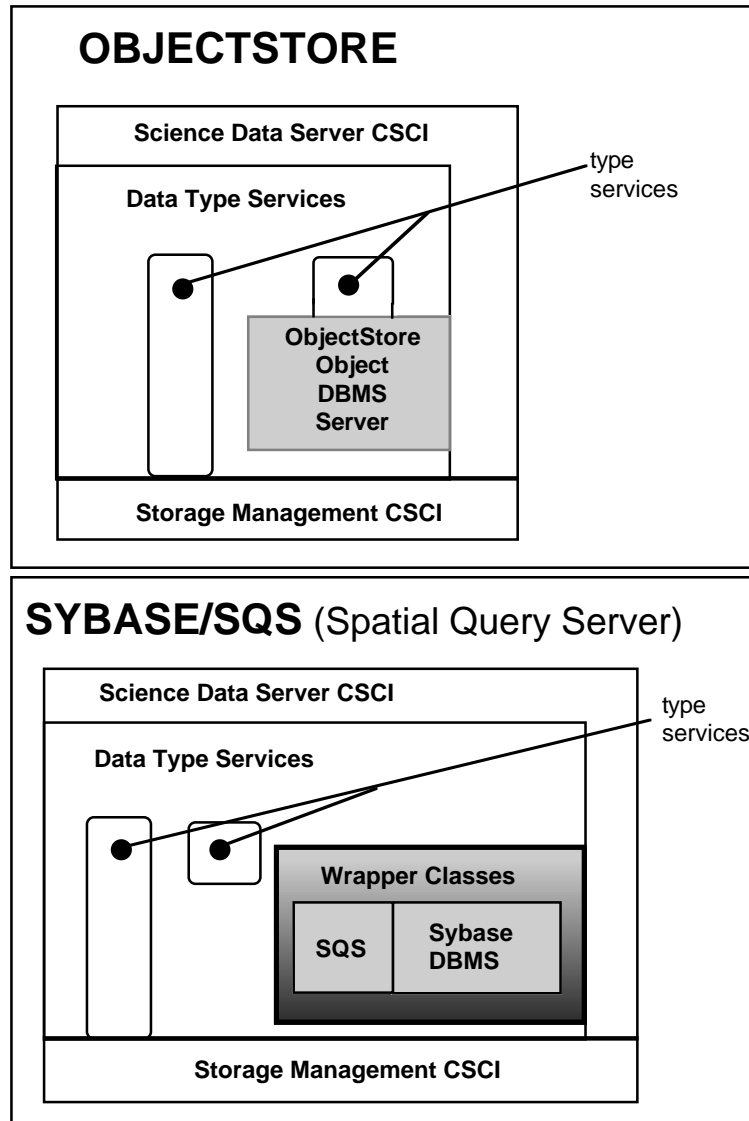 OBJECTSTORE
Science Data Server CSCI
type
services
Data Type Services
ObjectStore
Object
DBMS
Server
Storage Management CSCI
SYBASE/SQS (Spatial Query Server)
Science Data Server CSCI
type
services
Data Type Services
Wrapper Classes
SQS
Sybase
DBMS
Storage Management CSCI